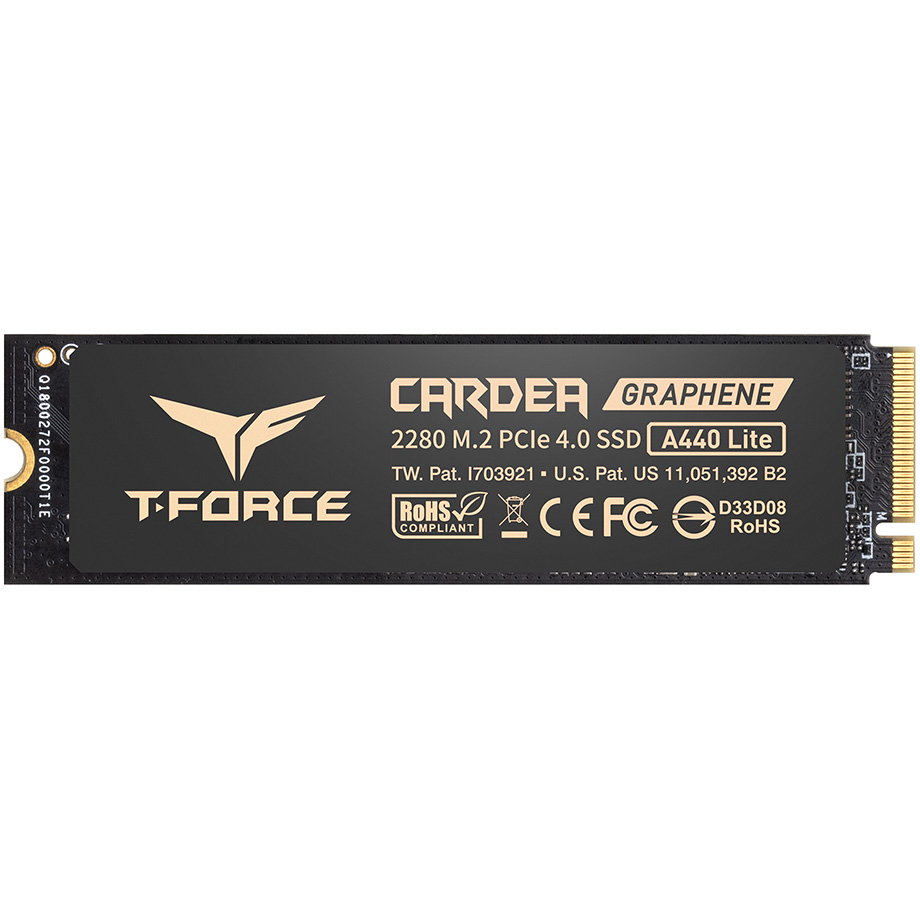 Q1800272F0000T1E
T-FORCE
CARDEA GRAPHENE
2280 M.2 PCIe 4.0 SSD A440 Lite
TW. Pat. I703921 ▪ U.S. Pat. US 11,051,392 B2
RoHS
COMPLIANT
CE FC
D33D08
RoHS
M